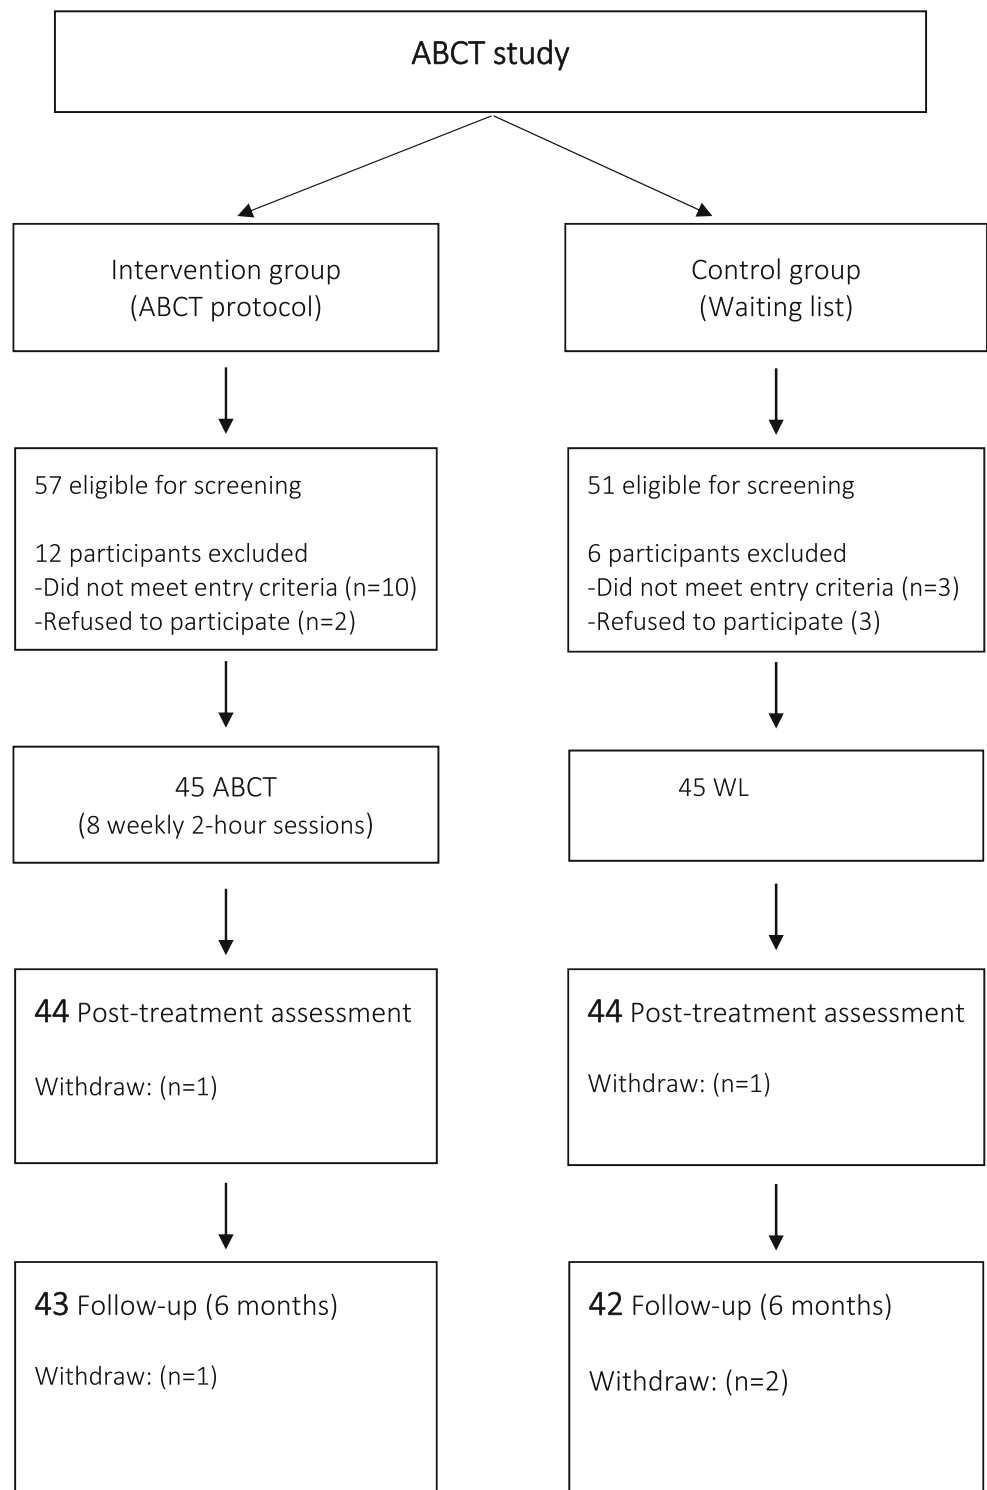 ABCT study
Intervention group
(ABCT protocol)
Control group
(Waiting list)
57 eligible for screening
12 participants excluded
-Did not meet entry criteria (n=10)
-Refused to participate (n=2)
51 eligible for screening
6 participants excluded
-Did not meet entry criteria (n=3)
-Refused to participate (3)
45 ABCT
(8 weekly 2-hour sessions)
45 WL
44 Post-treatment assessment
Withdraw: (n=1)
44 Post-treatment assessment
Withdraw: (n=1)
43 Follow-up (6 months)
Withdraw: (n=1)
42 Follow-up (6 months)
Withdraw: (n=2)